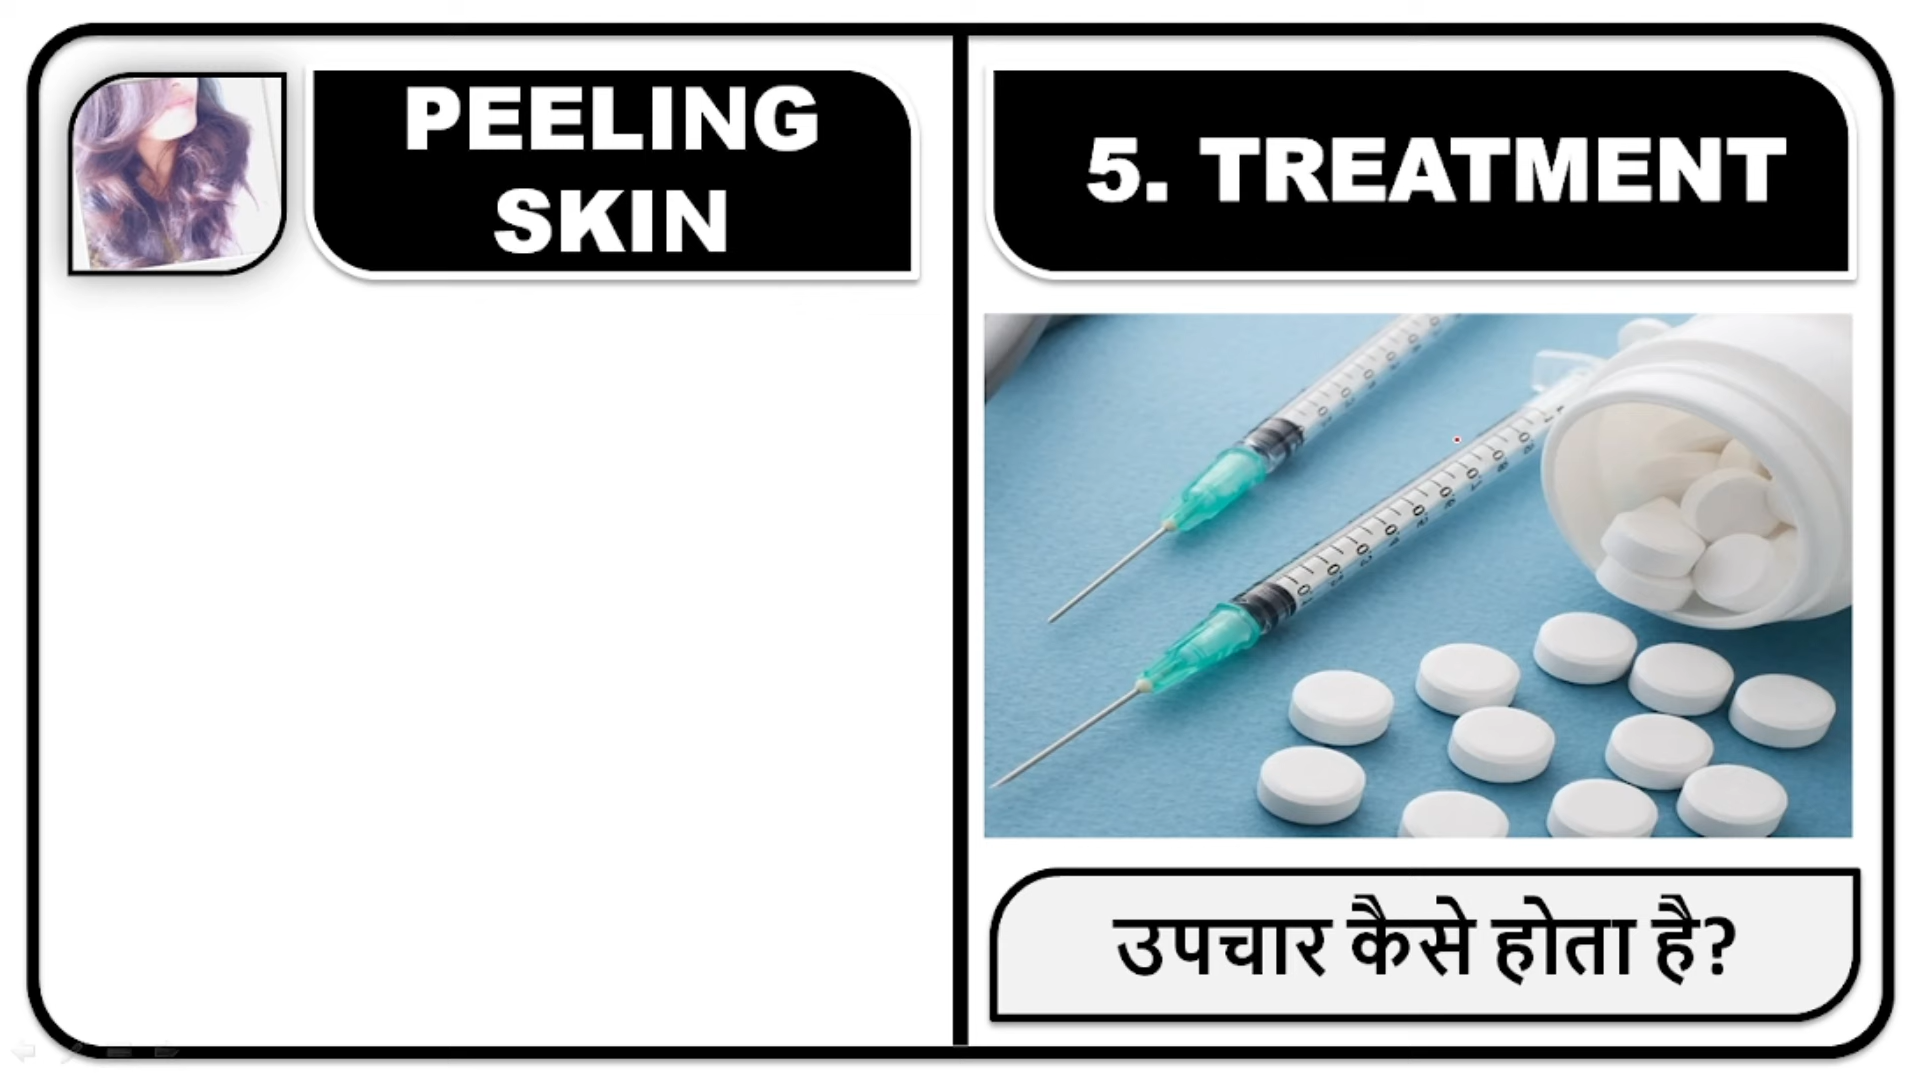 PEELING
SKIN
5. TREATMENT
उपचार कैसे होता है?